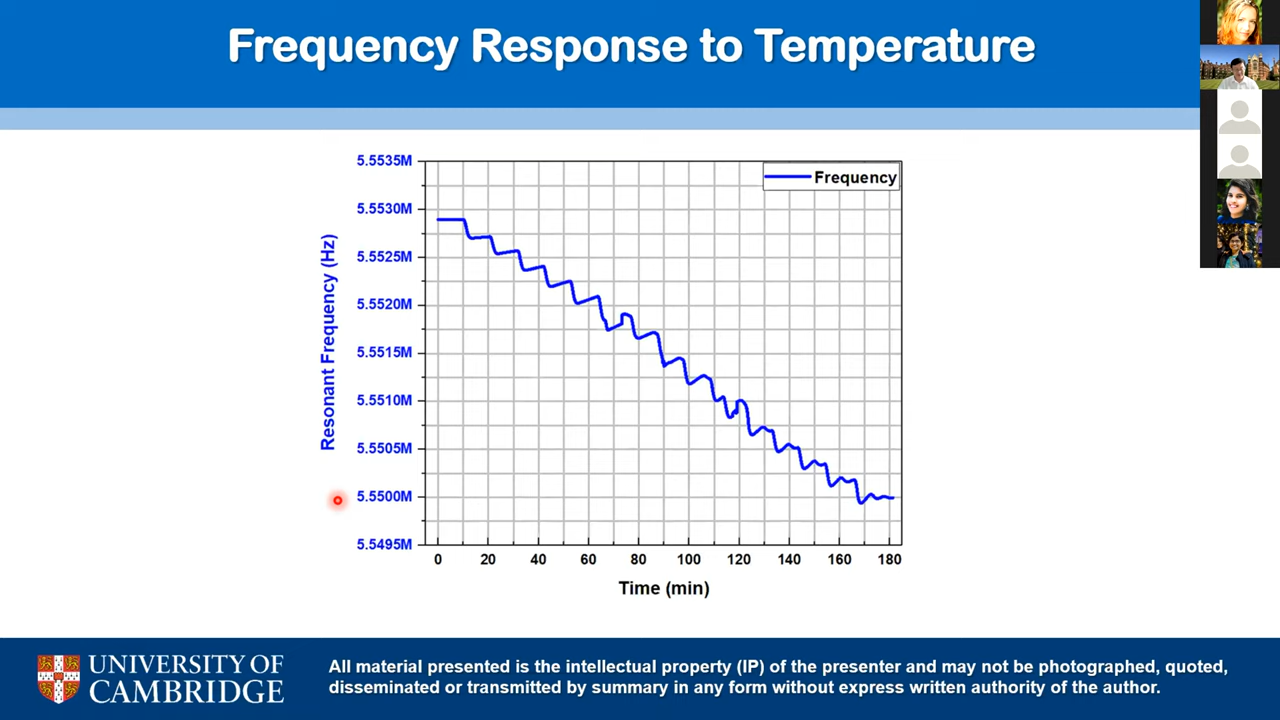 Frequency Response to Temperature
5.5535M
Frequency
5.5530M
5.5525M
5.5520M
5.5515M
5.5510M
5.5505M
5.5500M
5.5495M
Resonant Frequency (Hz)
0 20 40 60 80 100 120 140 160 180
Time (min)
UNIVERSITY OF
CAMBRIDGE
All material presented is the intellectual property (IP) of the presenter and may not be photographed, quoted,
disseminated or transmitted by summary in any form without express written authority of the author.